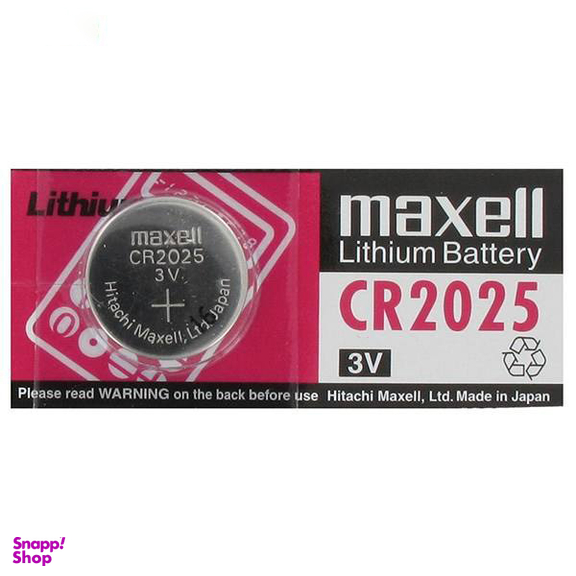 Lithiu
maxell
CR2025
3V
Hitachi Maxell, Ltd. Japan
maxell
Lithium Battery
CR2025
3V
Please read WARNING on the back before use
Hitachi Maxell, Ltd. Made in Japan
Snapp!
Shop